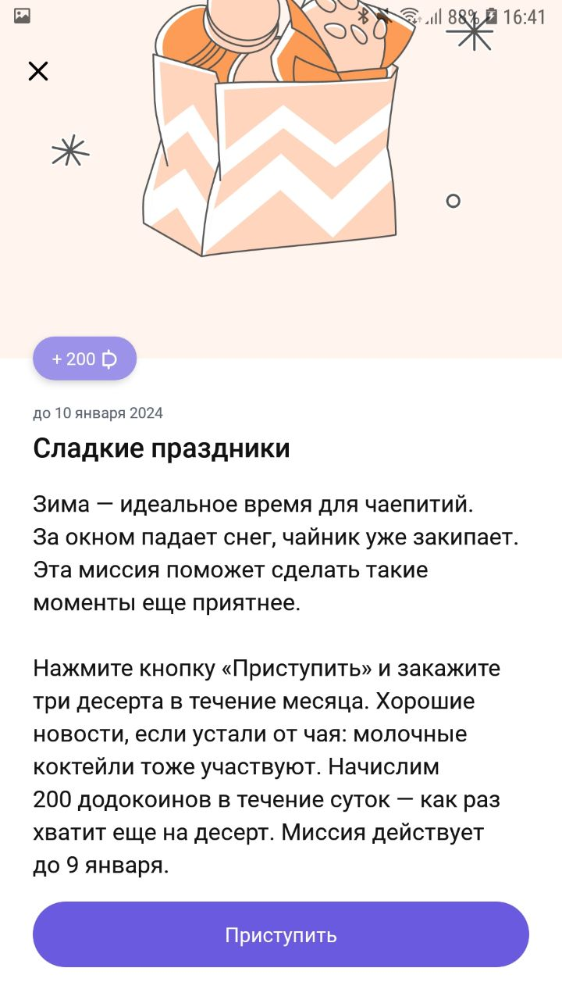 88% 16:41
+ 200
до 10 января 2024
Сладкие праздники
Зима — идеальное время для чаепитий.
За окном падает снег, чайник уже закипает.
Эта миссия поможет сделать такие
моменты еще приятнее.
Нажмите кнопку «Приступить» и закажите
три десерта в течение месяца. Хорошие
новости, если устали от чая: молочные
коктейли тоже участвуют. Начислим
200 додокоинов в течение суток — как раз
хватит еще на десерт. Миссия действует
до 9 января.
Приступить